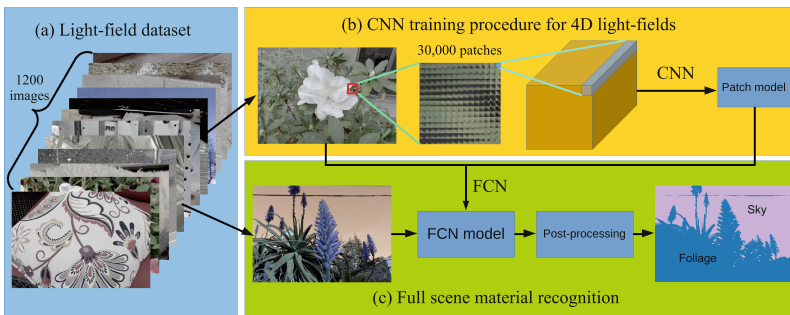 (a) Light-field dataset
1200
images
(b) CNN training procedure for 4D light-fields
30,000 patches
CNN
Patch model
FCN
FCN model
Post-processing
Sky
Foliage
(c) Full scene material recognition